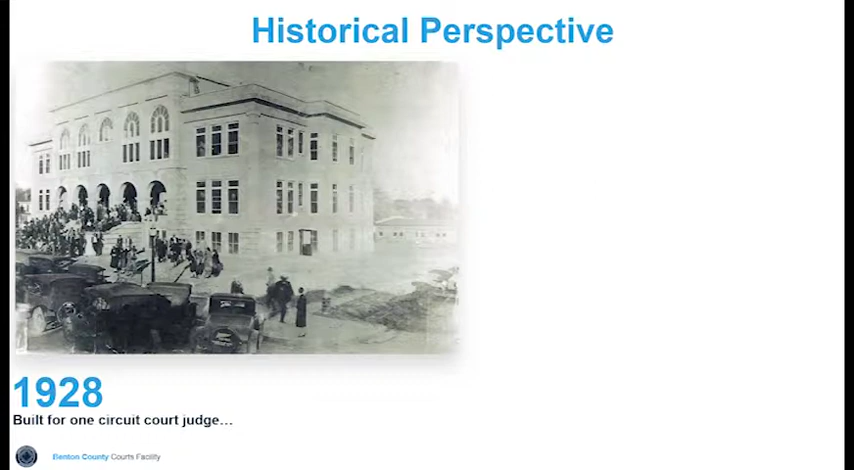 Historical Perspective
1928
Built for one circuit court judge...
Benton County Courts Facility